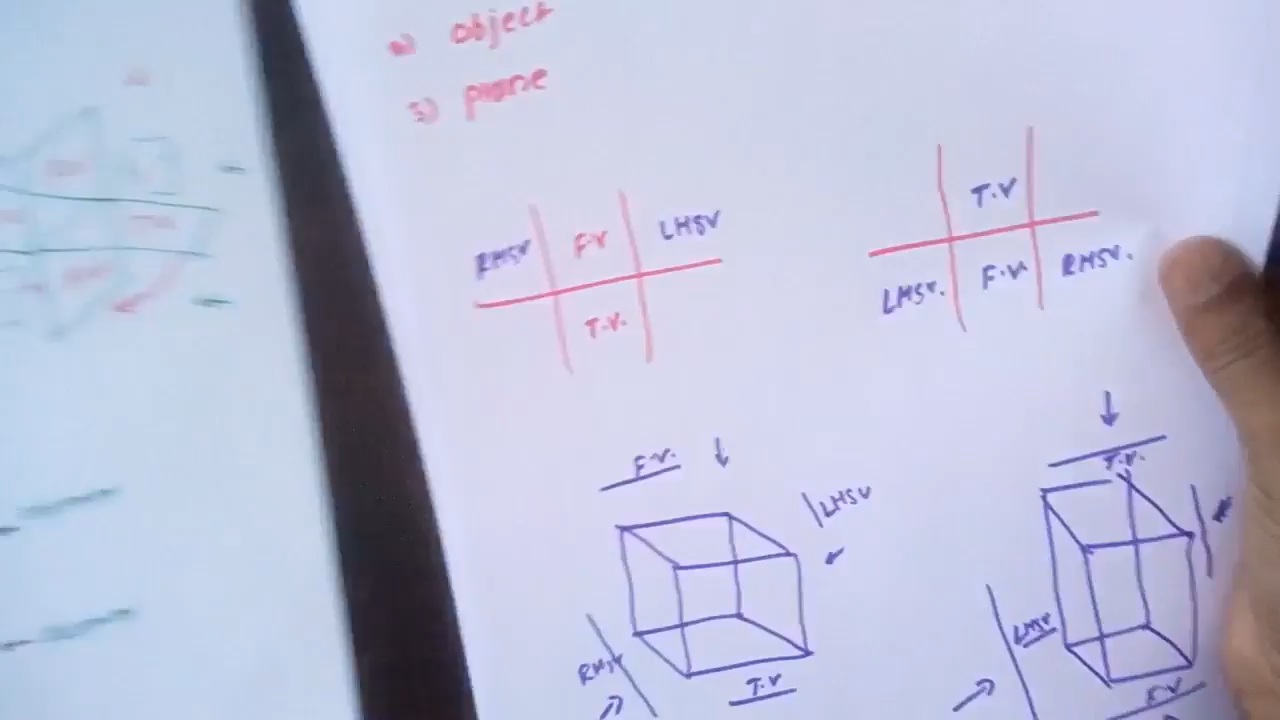 object
plane
RHSV F.V LHSV
T.V.
T.V
LHSV. F.V. RHSV.
F.V.
LHSV
RHSV
T.V
T.V.
LHSV
F.V